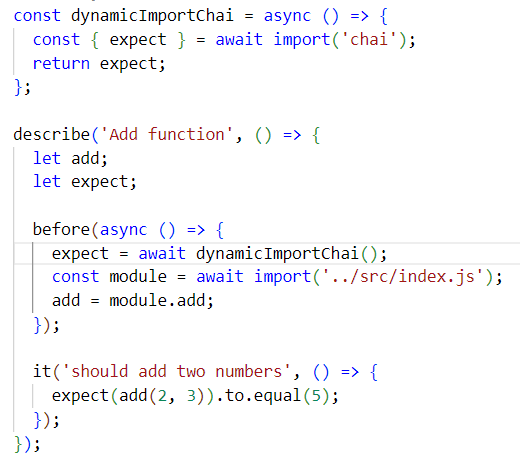 const dynamicImportChai = async () => {
  const { expect } = await import('chai');
  return expect;
};

describe('Add function', () => {
  let add;
  let expect;

  before(async () => {
    expect = await dynamicImportChai();
    const module = await import('../src/index.js');
    add = module.add;
  });

  it('should add two numbers', () => {
    expect(add(2, 3)).to.equal(5);
  });
});